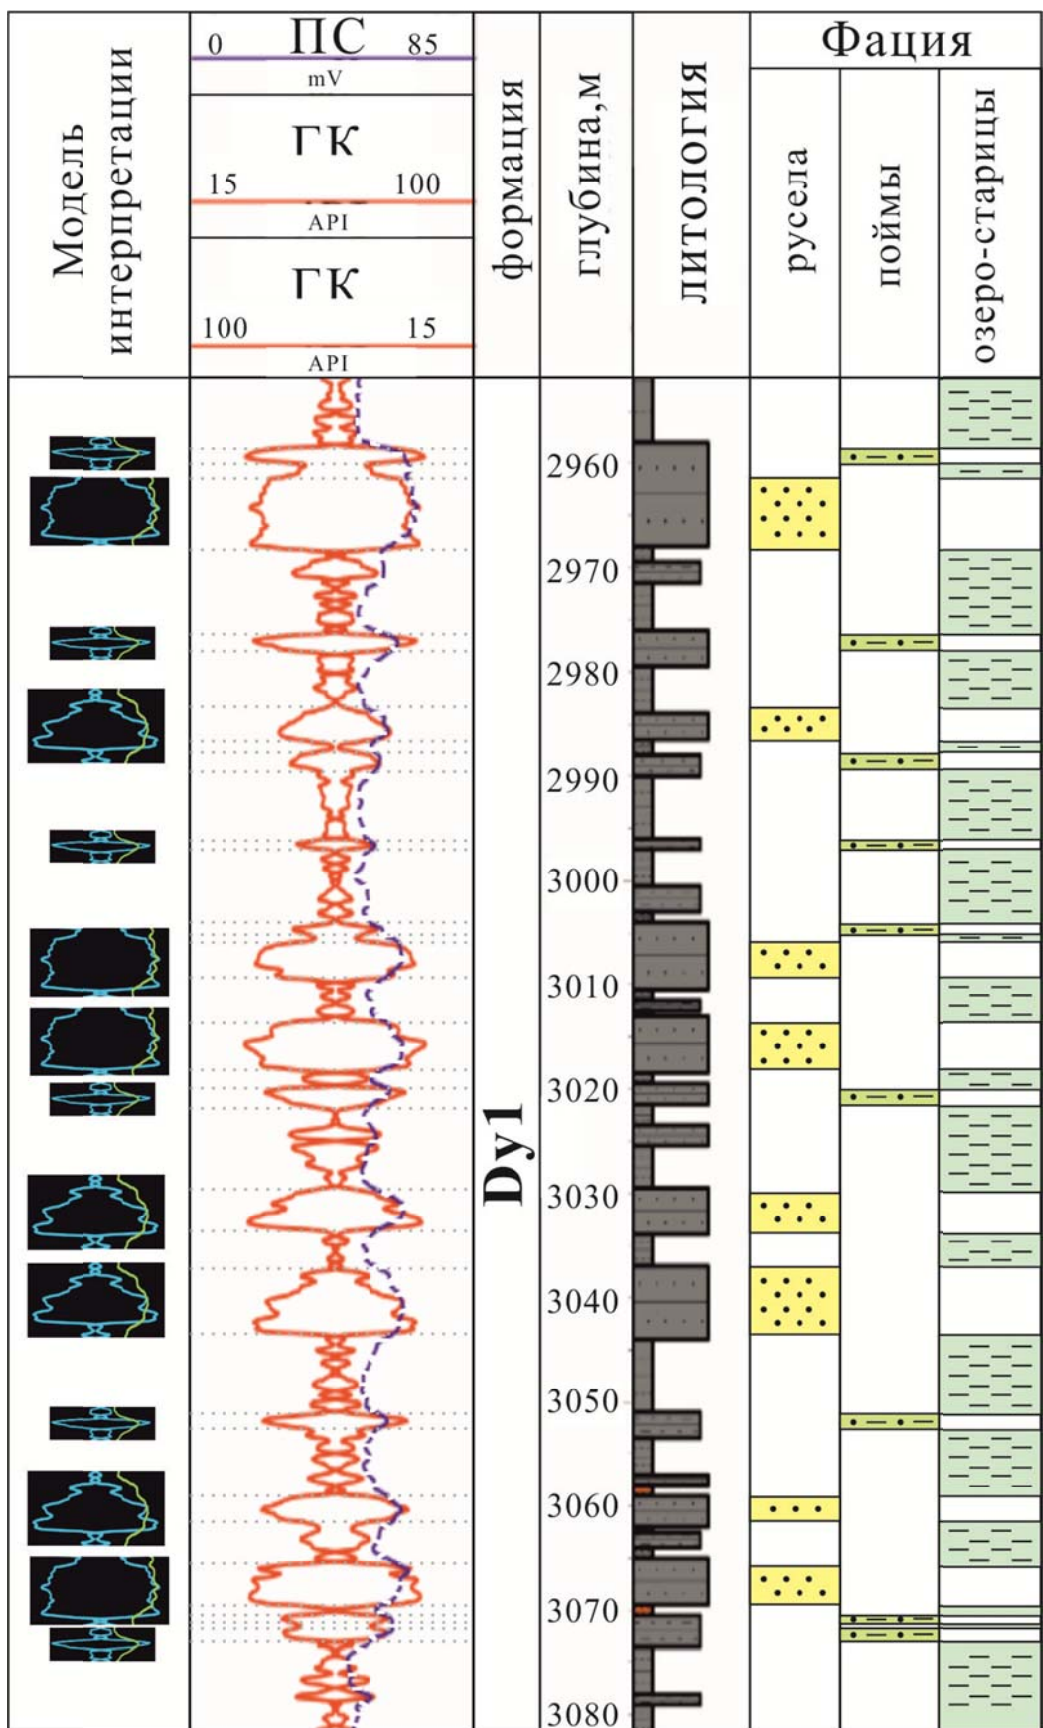 Модель
интерпретации
0 ПС 85
mV
ГК
15 100
API
ГК
100 15
API
формация
глубина,м
литология
Фация
русела
поймы
озеро-старицы
Dy1
2960
2970
2980
2990
3000
3010
3020
3030
3040
3050
3060
3070
3080